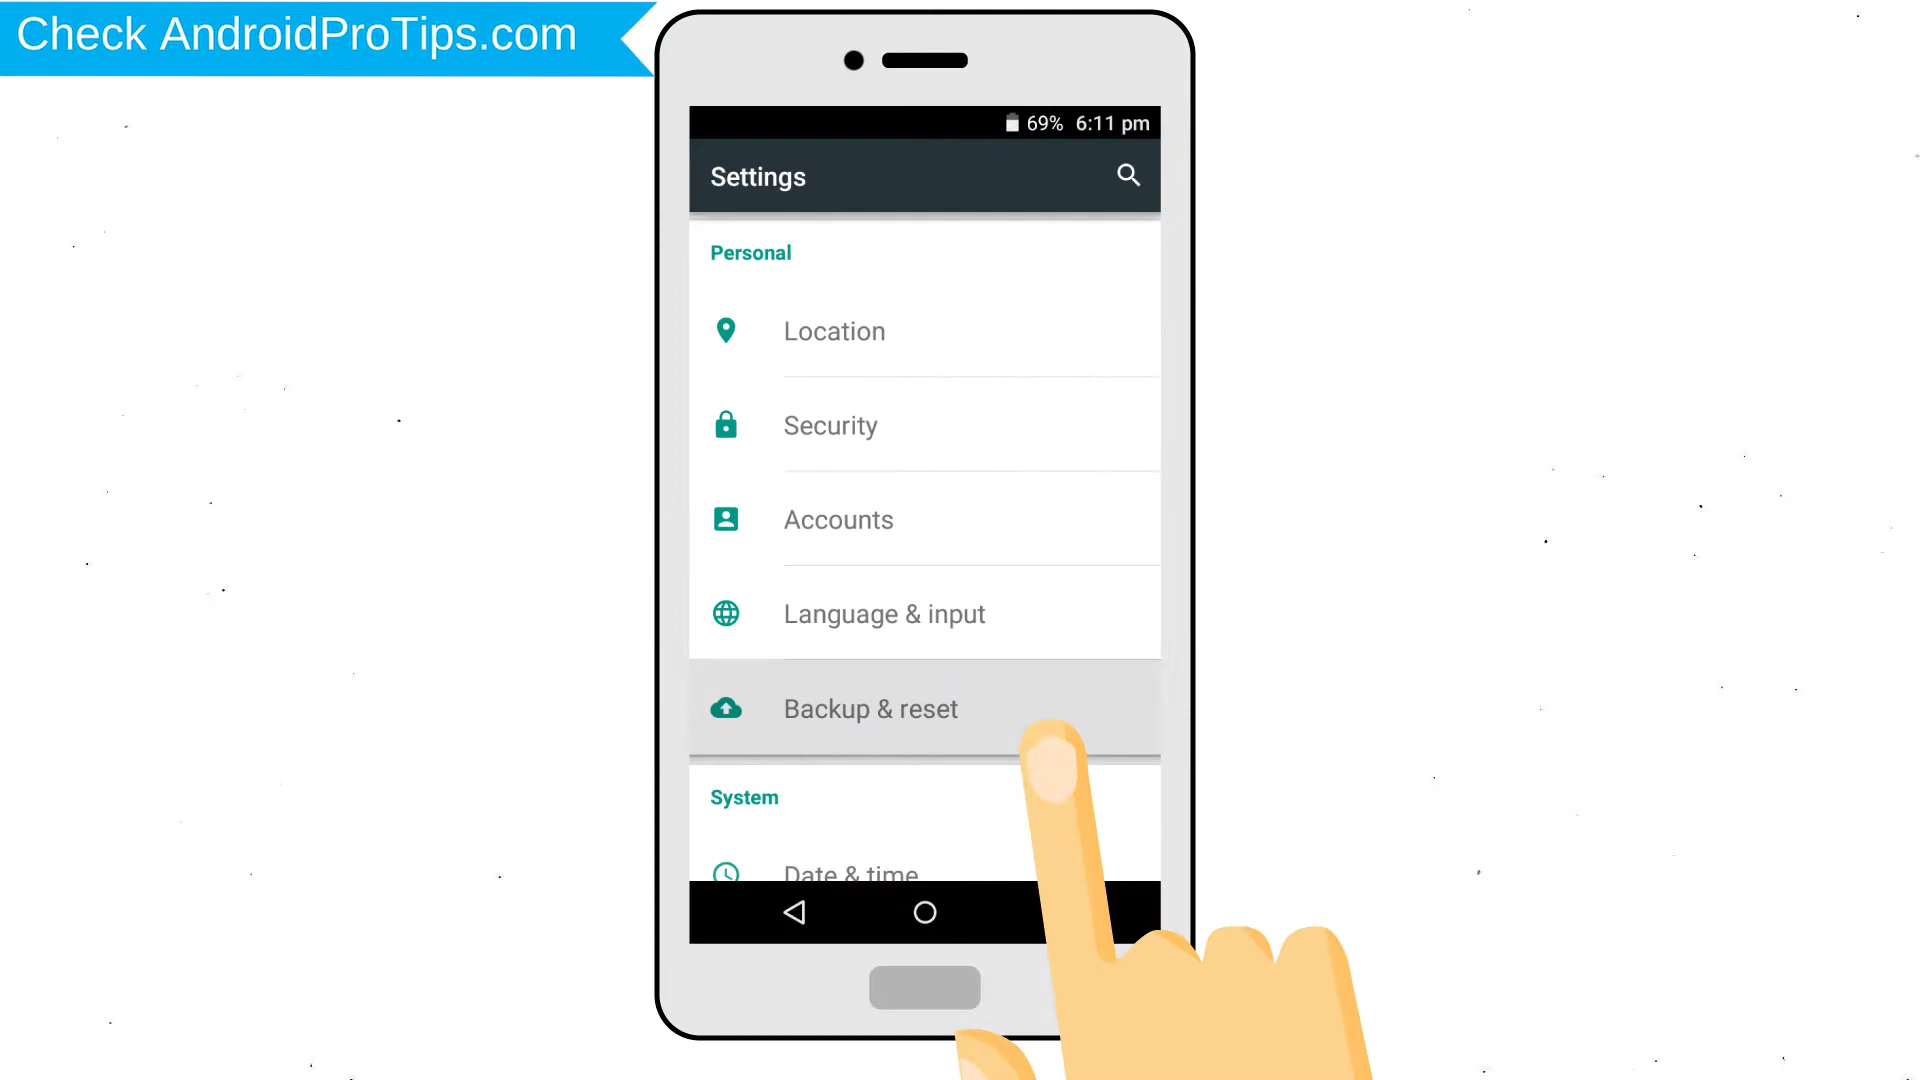 Check AndroidProTips.com
69% 6:11 pm
Settings
Personal
Location
Security
Accounts
Language & input
Backup & reset
System
Date & time